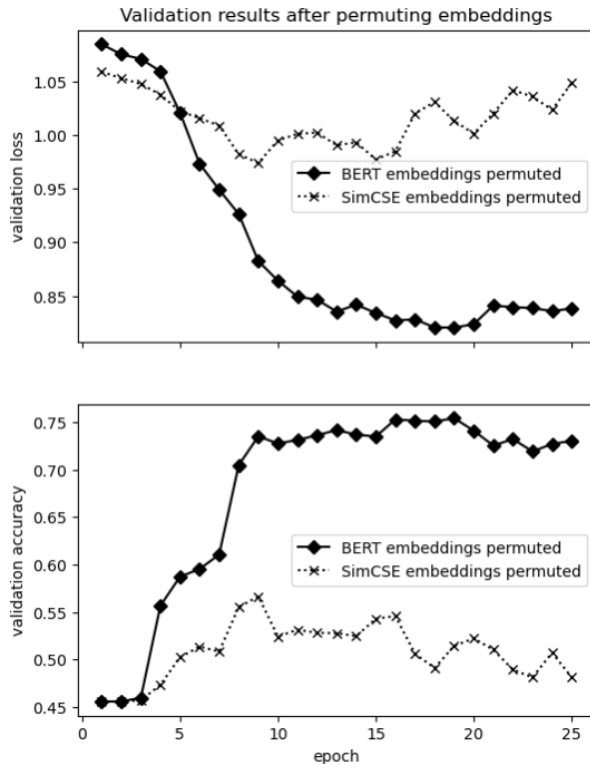 Validation results after permuting embeddings
1.05
1.00
0.95
0.90
0.85
validation loss
BERT embeddings permuted
SimCSE embeddings permuted
0.75
0.70
0.65
0.60
0.55
0.50
0.45
validation accuracy
BERT embeddings permuted
SimCSE embeddings permuted
0 5 10 15 20 25
epoch